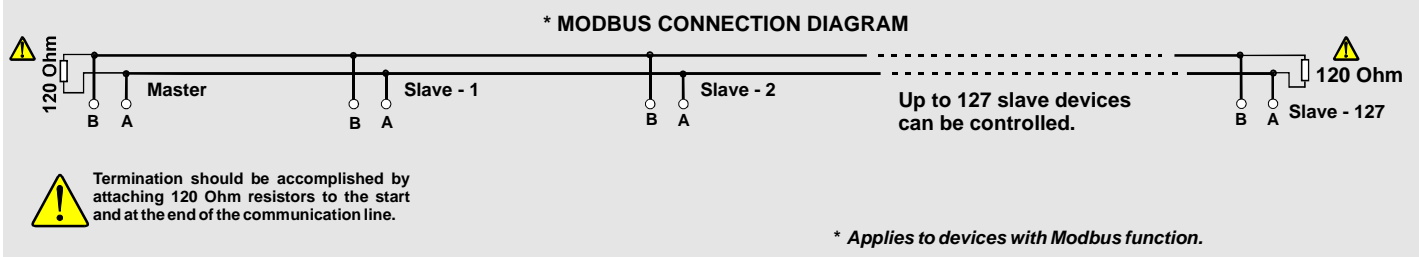 * MODBUS CONNECTION DIAGRAM
120 Ohm
B A
Master
B A
Slave - 1
B A
Slave - 2
Up to 127 slave devices
can be controlled.
B A
Slave - 127
120 Ohm
Termination should be accomplished by
attaching 120 Ohm resistors to the start
and at the end of the communication line.
* Applies to devices with Modbus function.